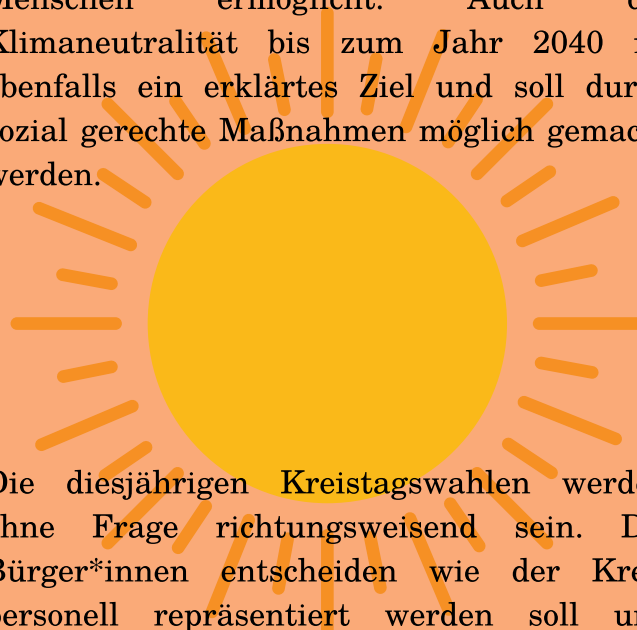 Menschen ermöglicht. Auch
Klimaneutralität bis zum Jahr 2040
ebenfalls ein erklärtes Ziel und soll dur
sozial gerechte Maßnahmen möglich gemac
werden.
Die diesjährigen Kreistagswahlen werde
ohne Frage richtungsweisend sein. D
Bürger*innen entscheiden wie der Kre
personell repräsentiert werden soll un